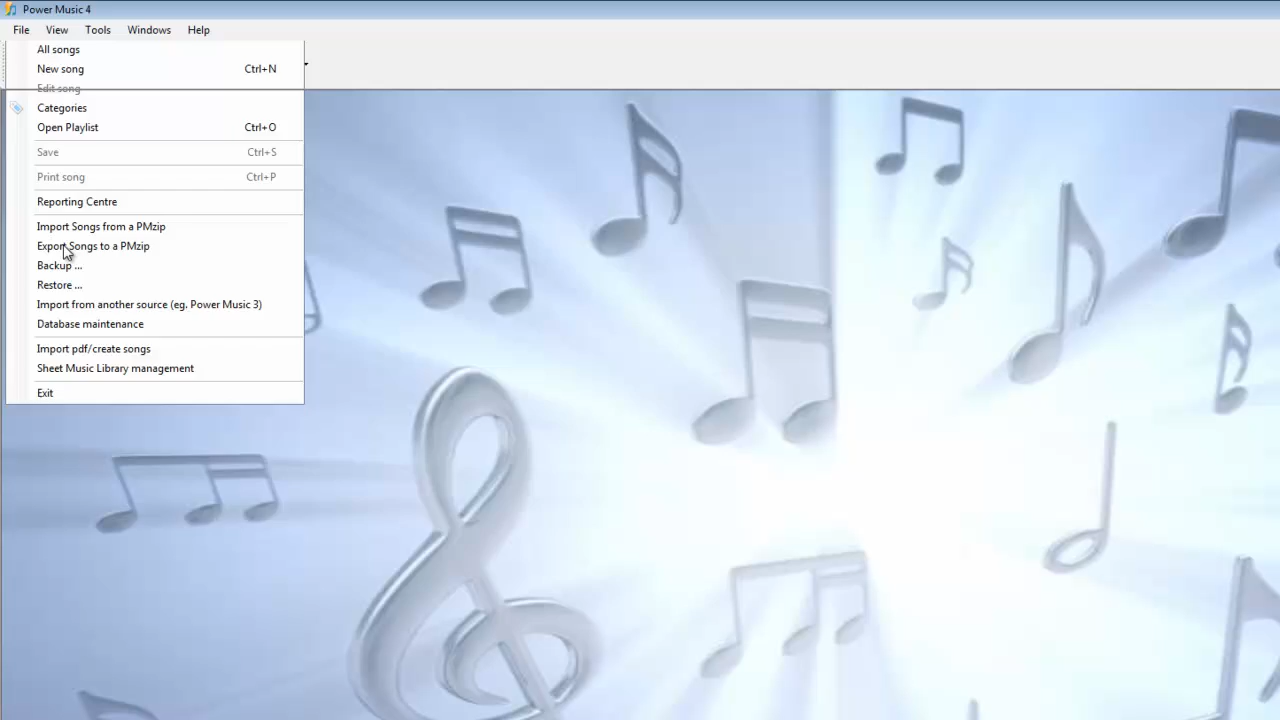 Power Music 4
File View Tools Windows Help
All songs
New song Ctrl+N
Edit song
Categories
Open Playlist Ctrl+O
Save Ctrl+S
Print song Ctrl+P
Reporting Centre
Import Songs from a PMzip
Export Songs to a PMzip
Backup ...
Restore ...
Import from another source (eg. Power Music 3)
Database maintenance
Import pdf/create songs
Sheet Music Library management
Exit